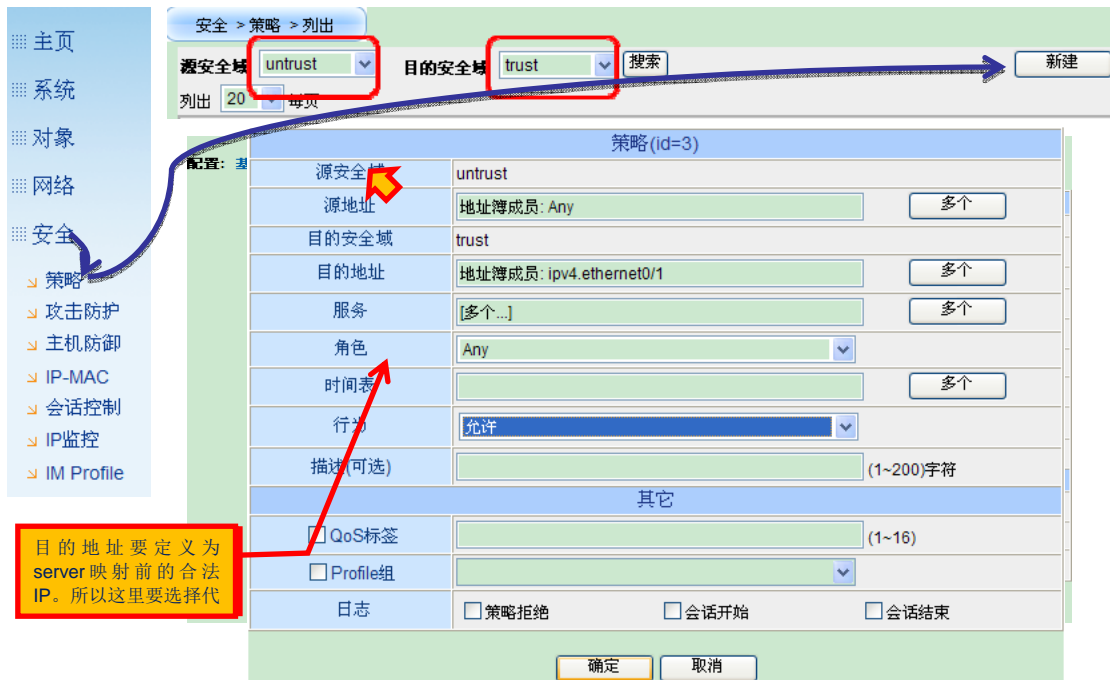 主页
系统
对象
网络
安全
策略
攻击防护
主机防御
IP-MAC
会话控制
IP监控
IM Profile
安全 > 策略 > 列出
源安全域 untrust 目的安全域 trust 搜索 新建
列出 20 每页
配置: 基
策略(id=3)
源安全域 untrust
源地址 地址簿成员: Any 多个
目的安全域 trust
目的地址 地址簿成员: ipv4.ethernet0/1 多个
服务 [多个...] 多个
角色 Any
时间表 多个
行为 允许
描述(可选) (1~200)字符
其它
QoS标签 (1~16)
Profile组
日志 策略拒绝 会话开始 会话结束
确定 取消
目的地址要定义为
server映射前的合法
IP。所以这里要选择代